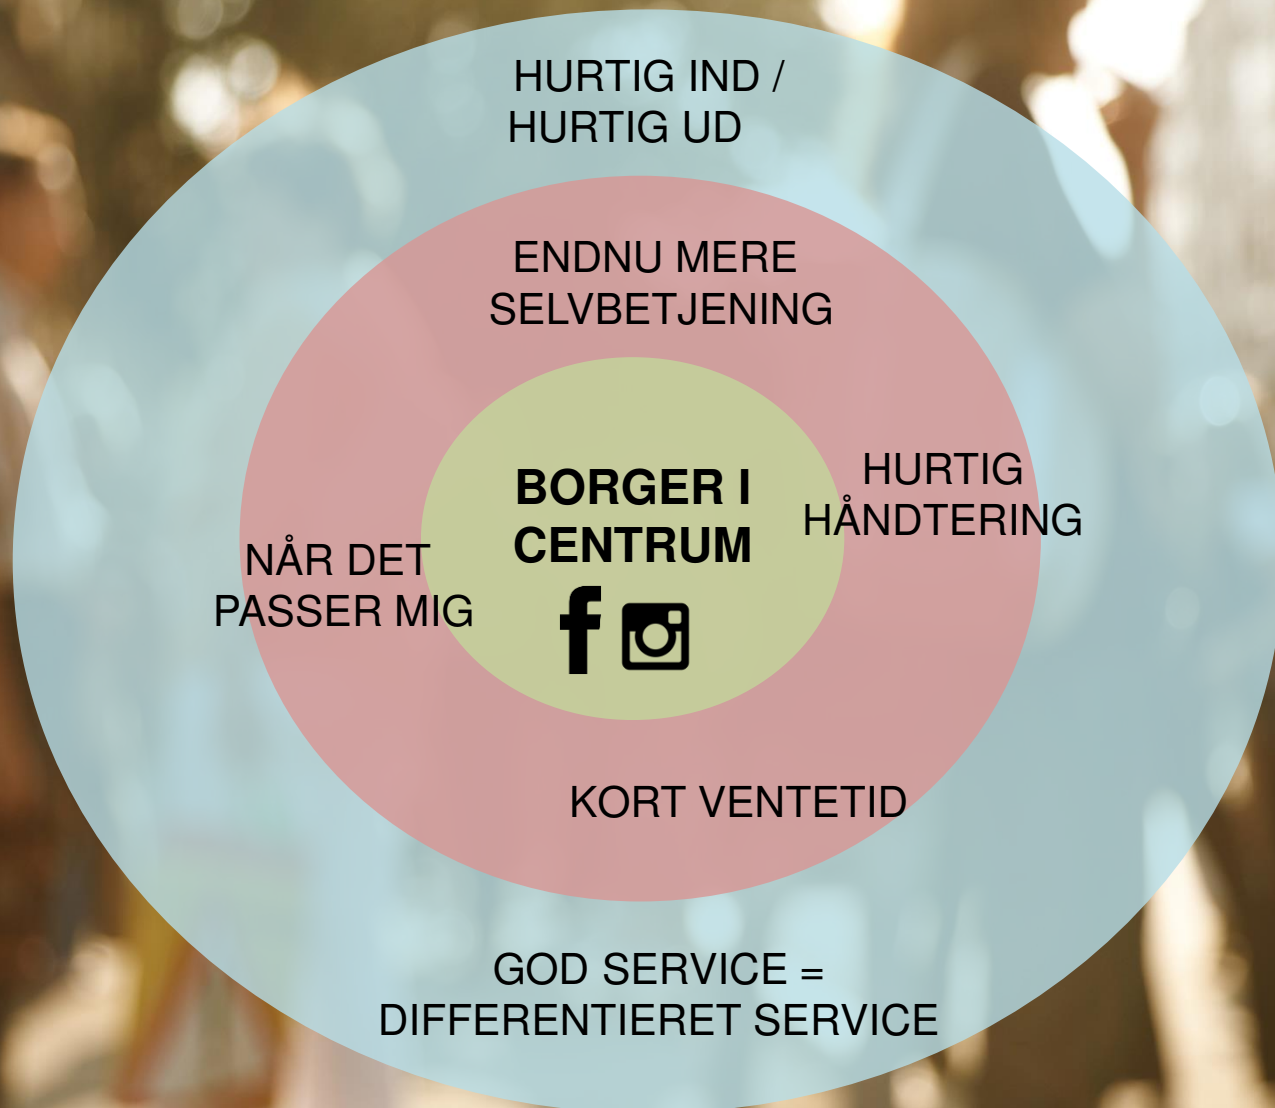 HURTIG IND /
HURTIG UD
ENDNU MERE
SELVBETJENING
BORGER I
CENTRUM
HURTIG
HÅNDTERING
NÅR DET
PASSER MIG
KORT VENTETID
GOD SERVICE =
DIFFERENTIERET SERVICE